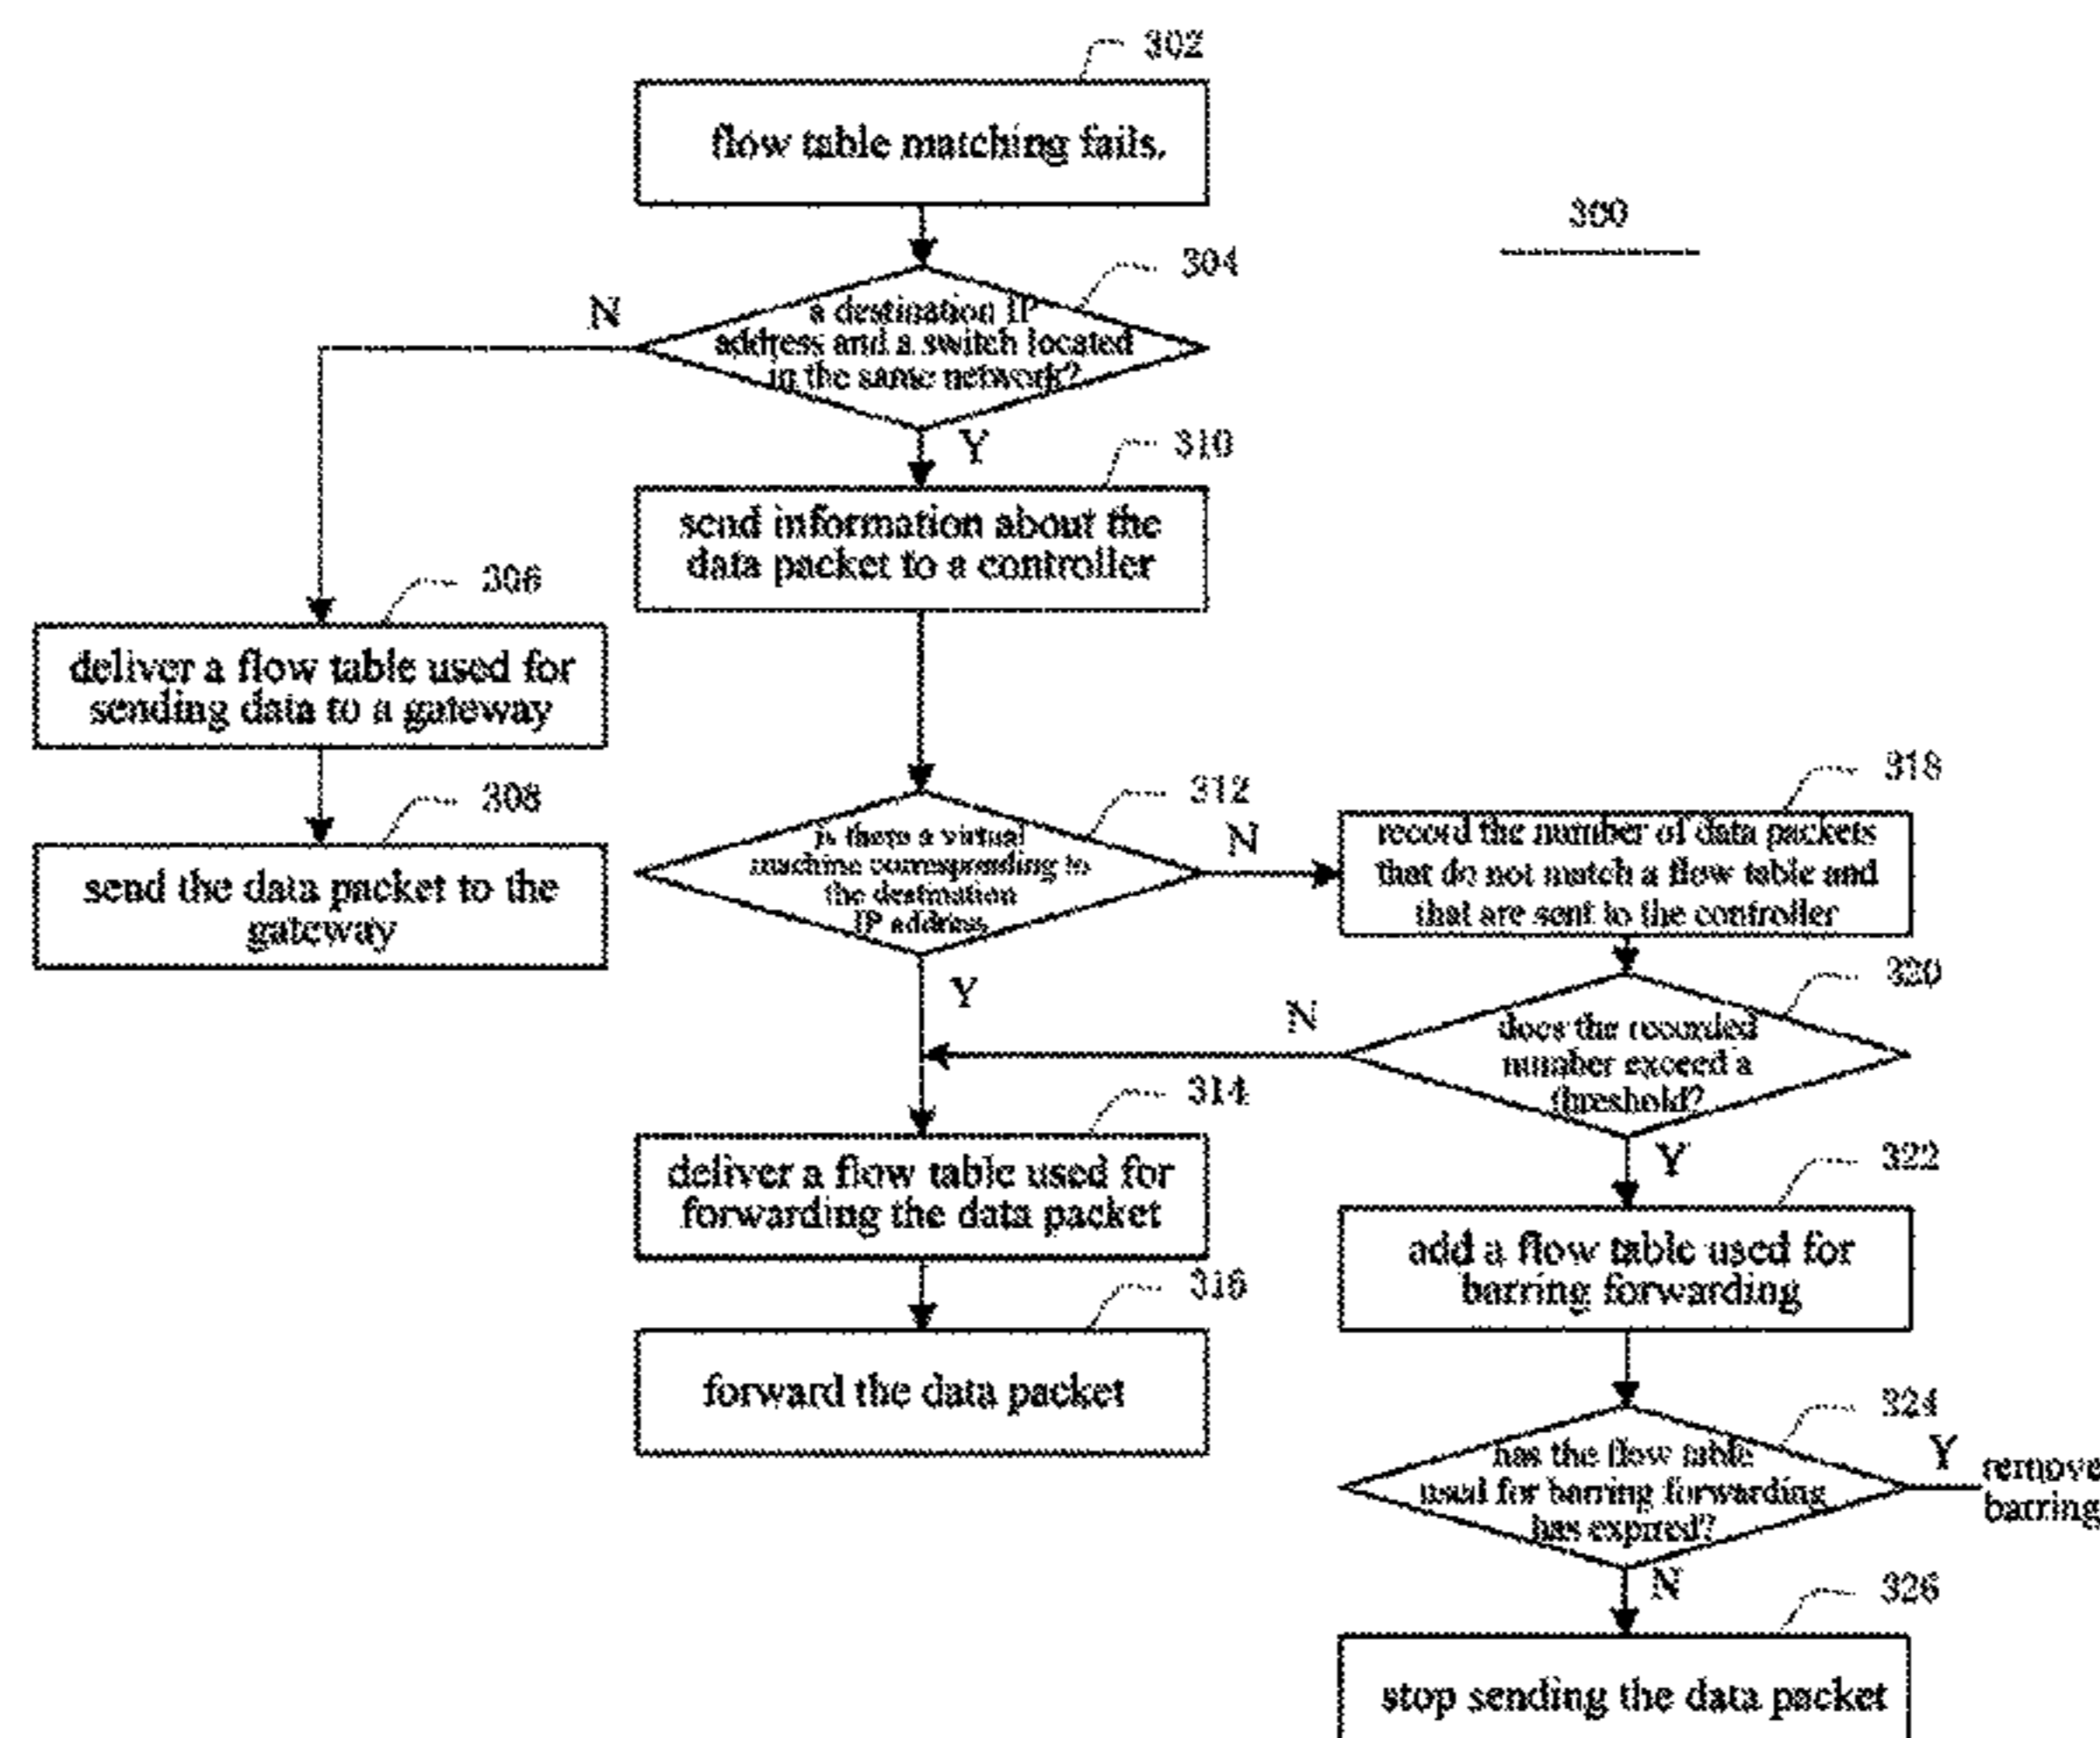 302
flow table matching fails.
300
304
a destination IP
address and a switch located
in the same network?
N
Y
310
send information about the
data packet to a controller
306
deliver a flow table used for
sending data to a gateway
308
send the data packet to the
gateway
312
is there a virtual
machine corresponding to
the destination
IP address
N
Y
318
record the number of data packets
that do not match a flow table and
that are sent to the controller
320
does the recorded
number exceed a
threshold?
N
Y
314
deliver a flow table used for
forwarding the data packet
316
forward the data packet
322
add a flow table used for
barring forwarding
324
has the flow table
used for barring forwarding
has expired?
Y
remove
barring
N
326
stop sending the data packet